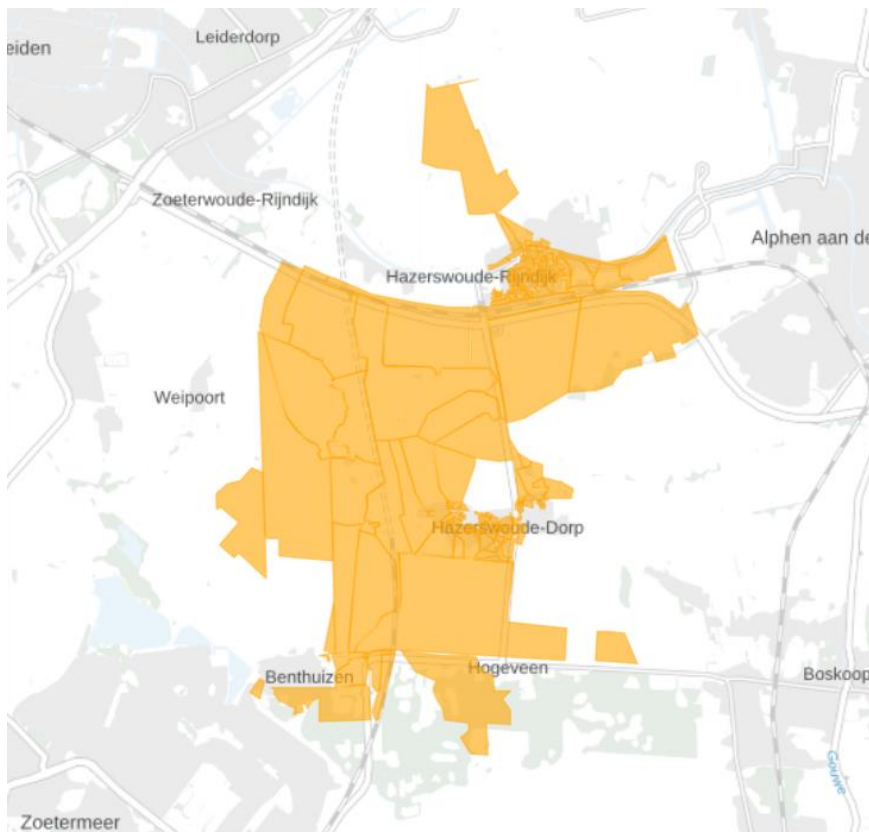 Leiderdorp
eiden
Zoeterwoude-Rijndijk
Alphen aan de
Hazerswoude-Rijndijk
Weipoort
Hazerswoude-Dorp
Hogeveen
Benthuizen
Boskoop
Gouwe
Zoetermeer